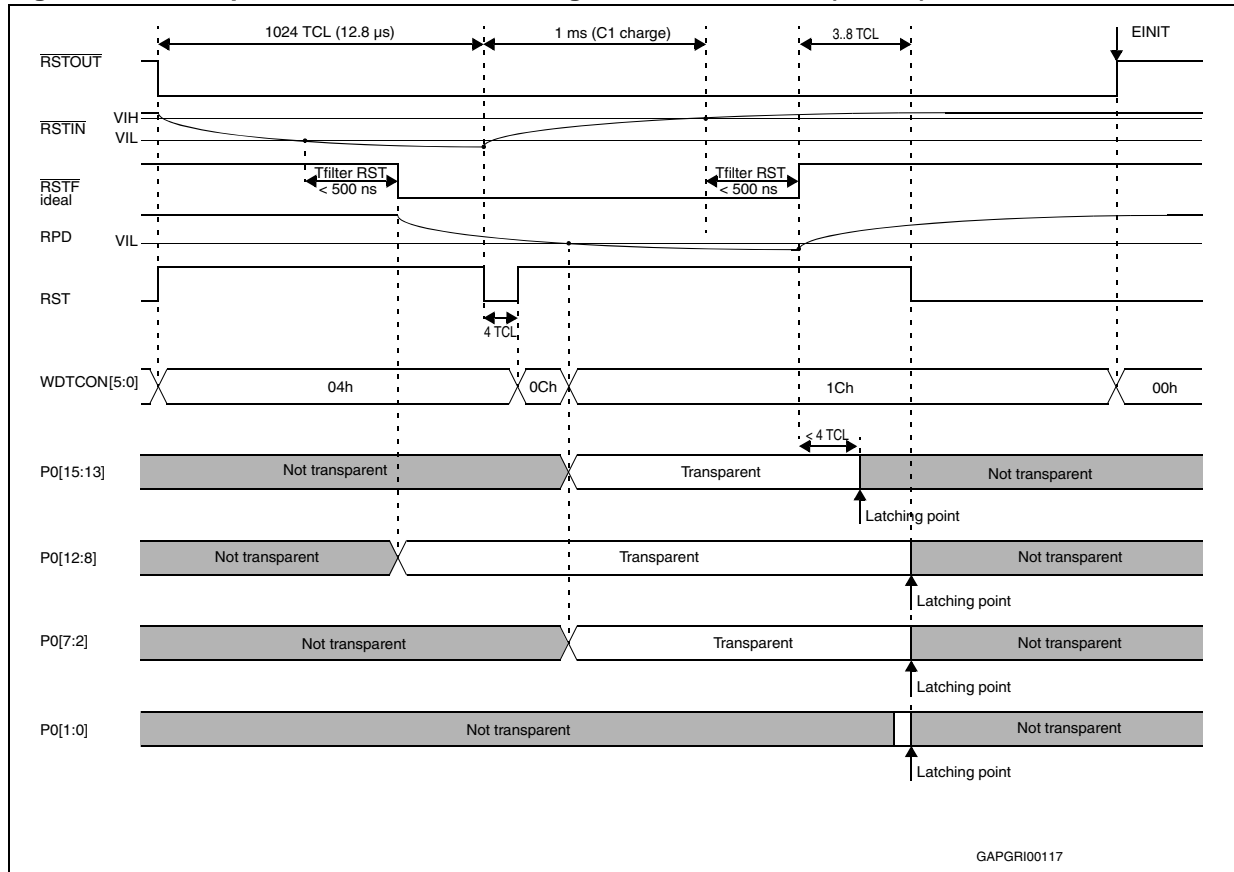 1024 TCL (12.8 µs)
1 ms (C1 charge)
3..8 TCL
EINIT
RSTOUT
RSTIN
VIH
VIL
RSTF
ideal
Tfilter RST
< 500 ns
Tfilter RST
< 500 ns
RPD
VIL
RST
4 TCL
WDTCON[5:0]
04h
0Ch
1Ch
00h
< 4 TCL
P0[15:13]
Not transparent
Transparent
Not transparent
Latching point
P0[12:8]
Not transparent
Transparent
Not transparent
Latching point
P0[7:2]
Not transparent
Transparent
Not transparent
Latching point
P0[1:0]
Not transparent
Not transparent
Latching point
GAPGRI00117